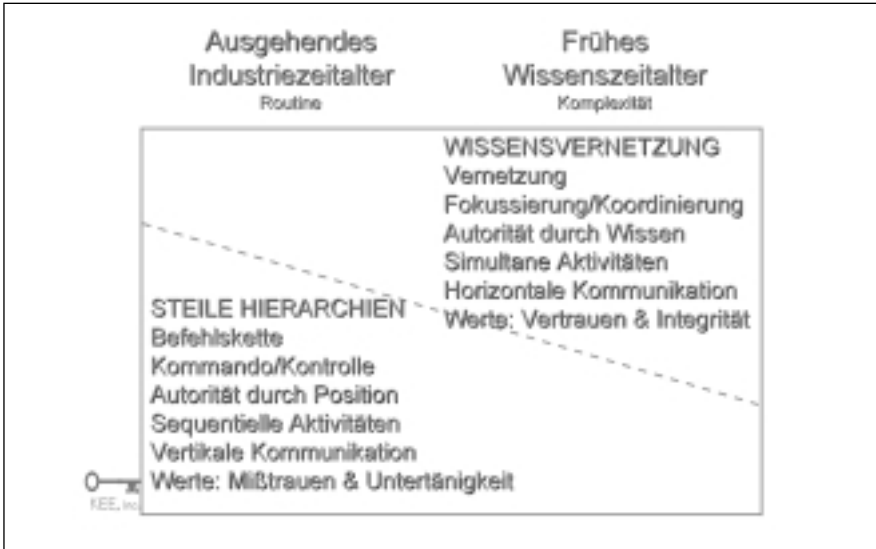 Ausgehendes
Industriezeitalter
Routine
Frühes
Wissenszeitalter
Komplexität
WISSENSVERNETZUNG
Vernetzung
Fokussierung/Koordinierung
Autorität durch Wissen
Simultane Aktivitäten
Horizontale Kommunikation
Werte: Vertrauen & Integrität
STEILE HIERARCHIEN
Befehlskette
Kommando/Kontrolle
Autorität durch Position
Sequentielle Aktivitäten
Vertikale Kommunikation
Werte: Mißtrauen & Untertänigkeit
KEE, Inc.